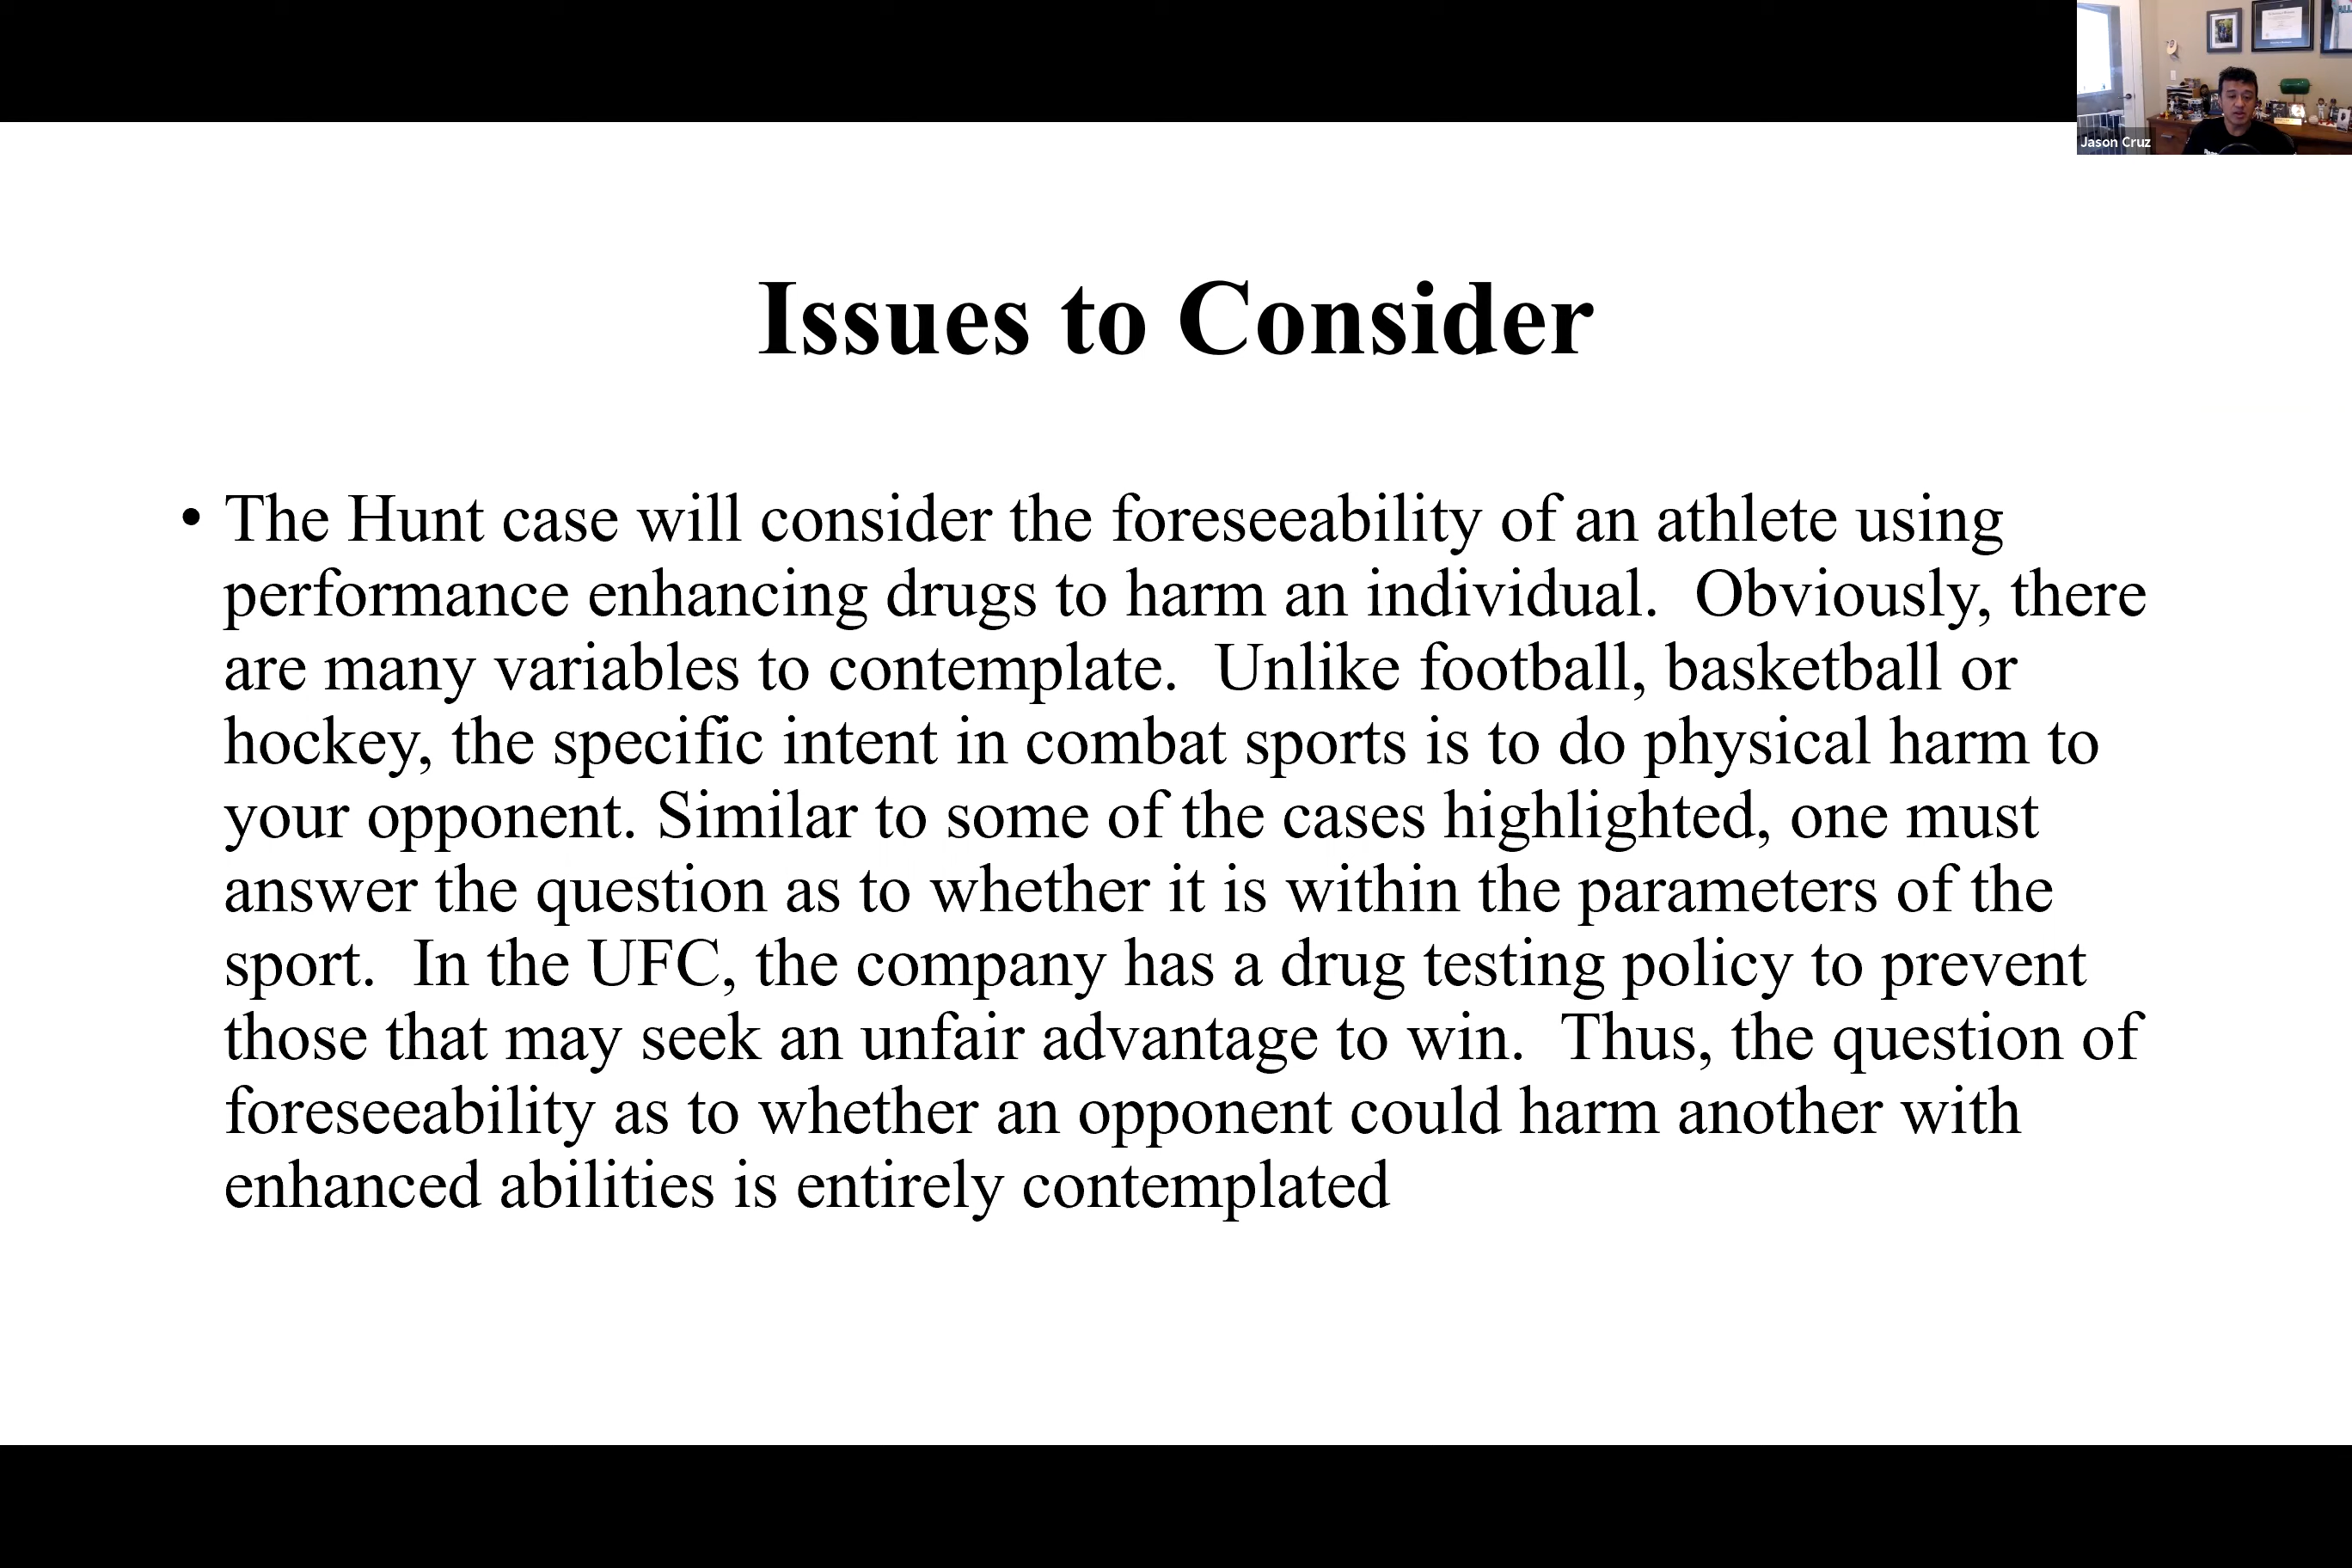 Jason Cruz
Issues to Consider
• The Hunt case will consider the foreseeability of an athlete using
performance enhancing drugs to harm an individual.  Obviously, there
are many variables to contemplate.  Unlike football, basketball or
hockey, the specific intent in combat sports is to do physical harm to
your opponent. Similar to some of the cases highlighted, one must
answer the question as to whether it is within the parameters of the
sport.  In the UFC, the company has a drug testing policy to prevent
those that may seek an unfair advantage to win.  Thus, the question of
foreseeability as to whether an opponent could harm another with
enhanced abilities is entirely contemplated